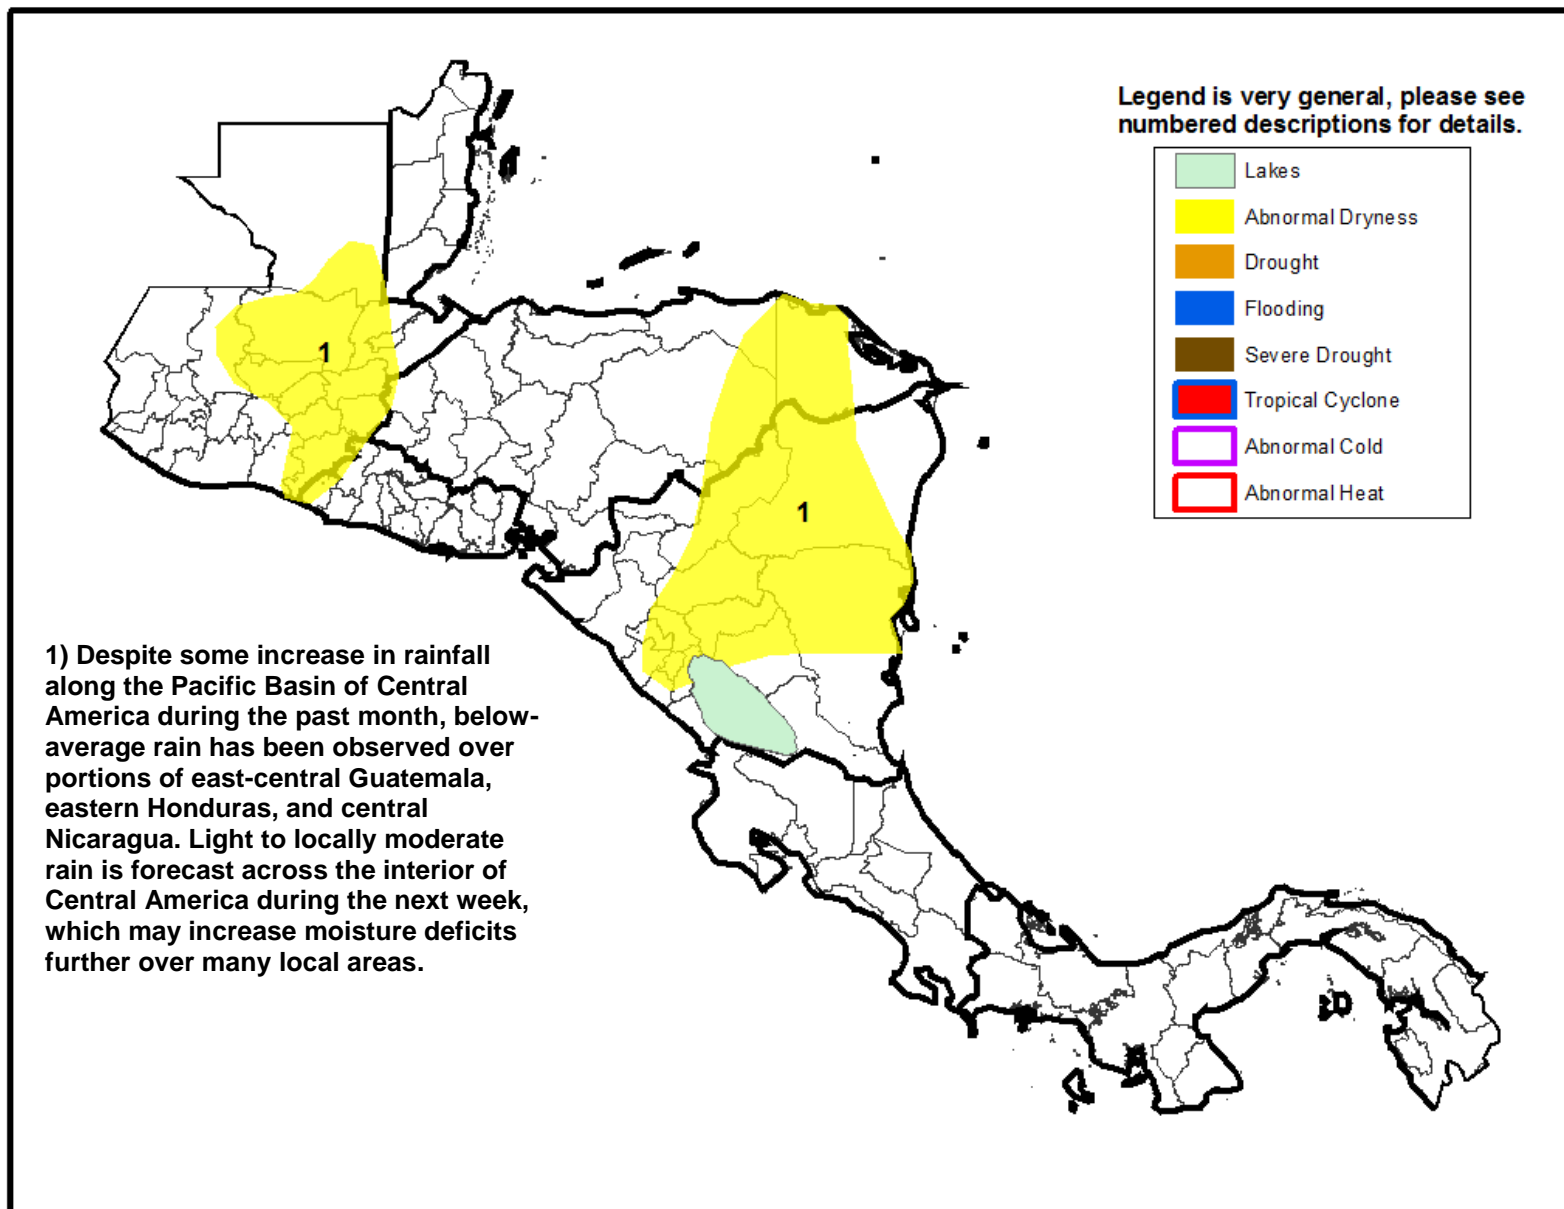 Legend is very general, please see
numbered descriptions for details.
Lakes
Abnormal Dryness
Drought
Flooding
Severe Drought
Tropical Cyclone
Abnormal Cold
Abnormal Heat
1
1
1) Despite some increase in rainfall
along the Pacific Basin of Central
America during the past month, below-
average rain has been observed over
portions of east-central Guatemala,
eastern Honduras, and central
Nicaragua. Light to locally moderate
rain is forecast across the interior of
Central America during the next week,
which may increase moisture deficits
further over many local areas.